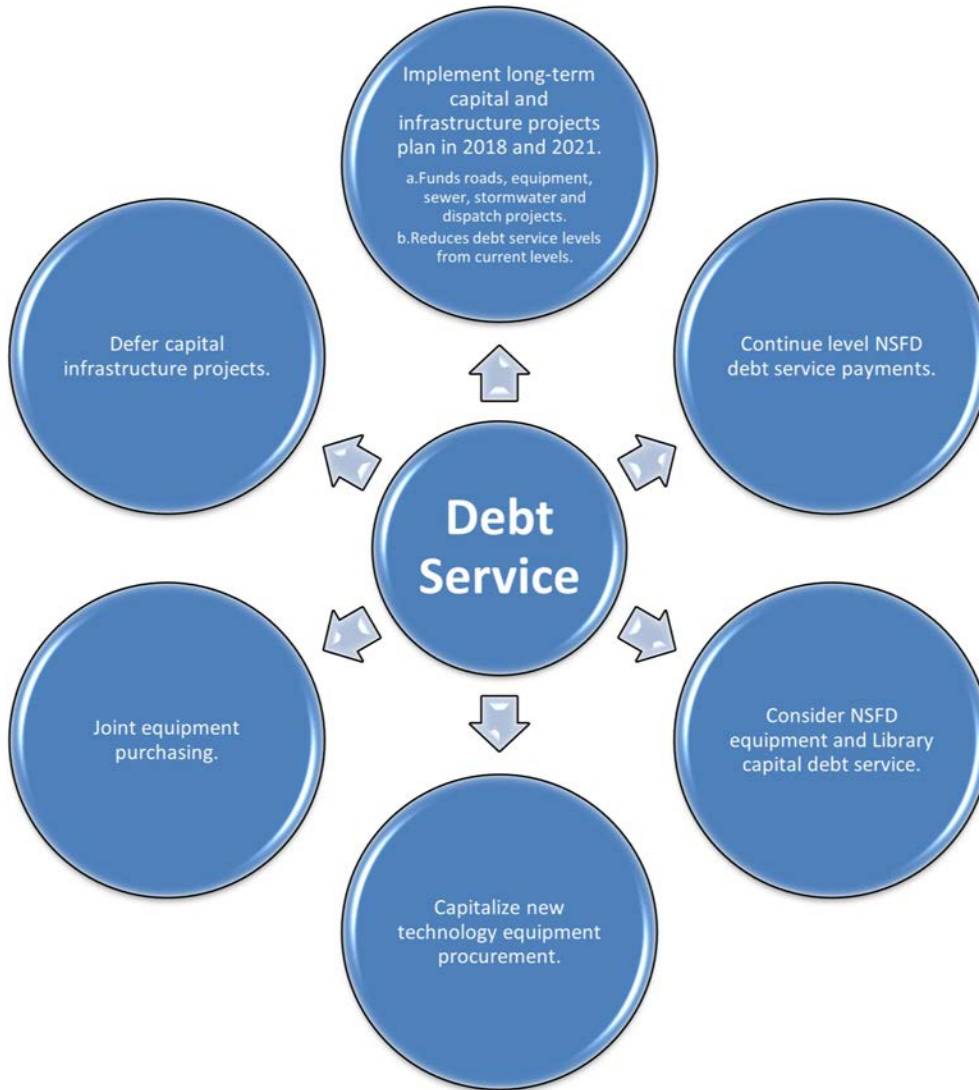 Implement long-term
capital and
infrastructure projects
plan in 2018 and 2021.
a.Funds roads, equipment,
sewer, stormwater and
dispatch projects.
b.Reduces debt service levels
from current levels.
Defer capital
infrastructure projects.
Continue level NSFD
debt service payments.
Debt
Service
Joint equipment
purchasing.
Consider NSFD
equipment and Library
capital debt service.
Capitalize new
technology equipment
procurement.